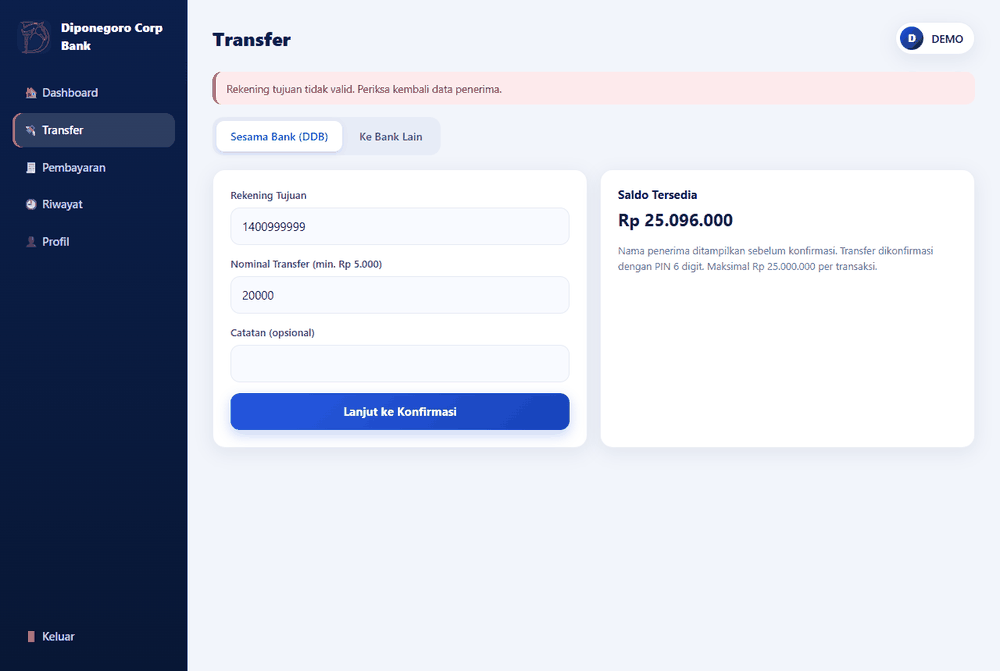 Diponegoro Corp
Bank
Dashboard
Transfer
Pembayaran
Riwayat
Profil
Keluar
Transfer
D
DEMO
Rekening tujuan tidak valid. Periksa kembali data penerima.
Sesama Bank (DDB)
Ke Bank Lain
Rekening Tujuan
1400999999
Nominal Transfer (min. Rp 5.000)
20000
Catatan (opsional)
Lanjut ke Konfirmasi
Saldo Tersedia
Rp 25.096.000
Nama penerima ditampilkan sebelum konfirmasi. Transfer dikonfirmasi
dengan PIN 6 digit. Maksimal Rp 25.000.000 per transaksi.